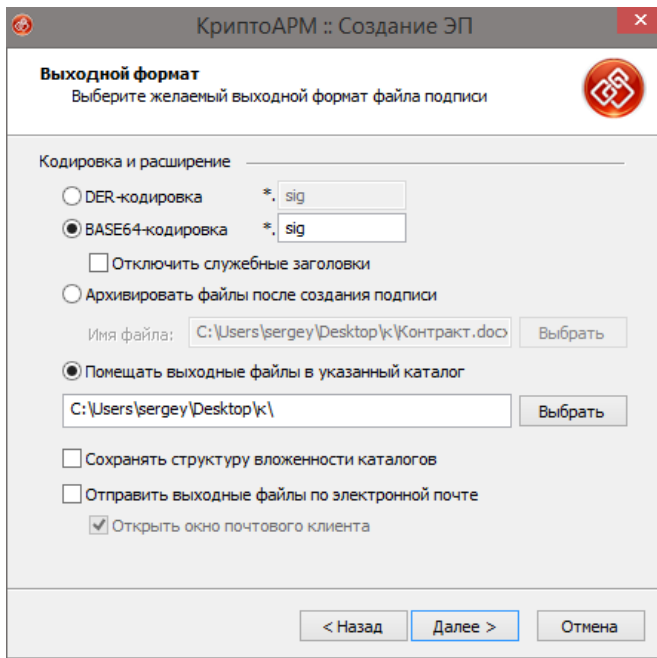 КриптоАРМ :: Создание ЭП
Выходной формат
Выберите желаемый выходной формат файла подписи
Кодировка и расширение
DER-кодировка *. sig
BASE64-кодировка *. sig
Отключить служебные заголовки
Архивировать файлы после создания подписи
Имя файла: C:\Users\sergey\Desktop\к\Контракт.docx Выбрать
Помещать выходные файлы в указанный каталог
C:\Users\sergey\Desktop\к\ Выбрать
Сохранять структуру вложенности каталогов
Отправить выходные файлы по электронной почте
Открыть окно почтового клиента
< Назад Далее > Отмена